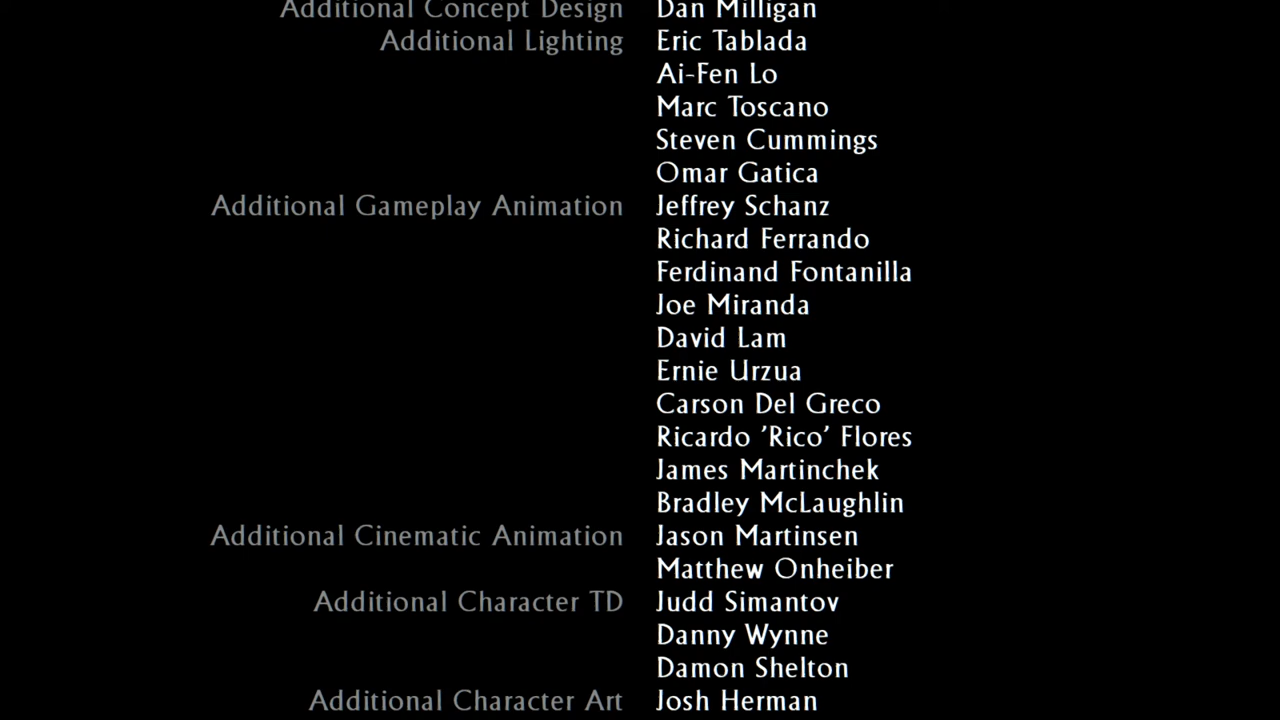 Additional Concept Design Dan Milligan
Additional Lighting Eric Tablada
Ai-Fen Lo
Marc Toscano
Steven Cummings
Omar Gatica
Additional Gameplay Animation Jeffrey Schanz
Richard Ferrando
Ferdinand Fontanilla
Joe Miranda
David Lam
Ernie Urzua
Carson Del Greco
Ricardo 'Rico' Flores
James Martinchek
Bradley McLaughlin
Additional Cinematic Animation Jason Martinsen
Matthew Onheiber
Additional Character TD Judd Simantov
Danny Wynne
Damon Shelton
Additional Character Art Josh Herman